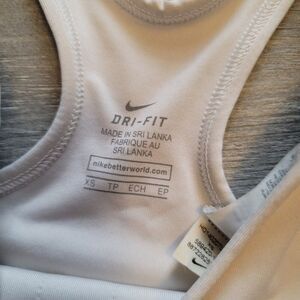 DRI-FIT
MADE IN SRI LANKA
FABRIQUE AU
SRI LANKA
nikebetterworld.com
XS TP ECH EP